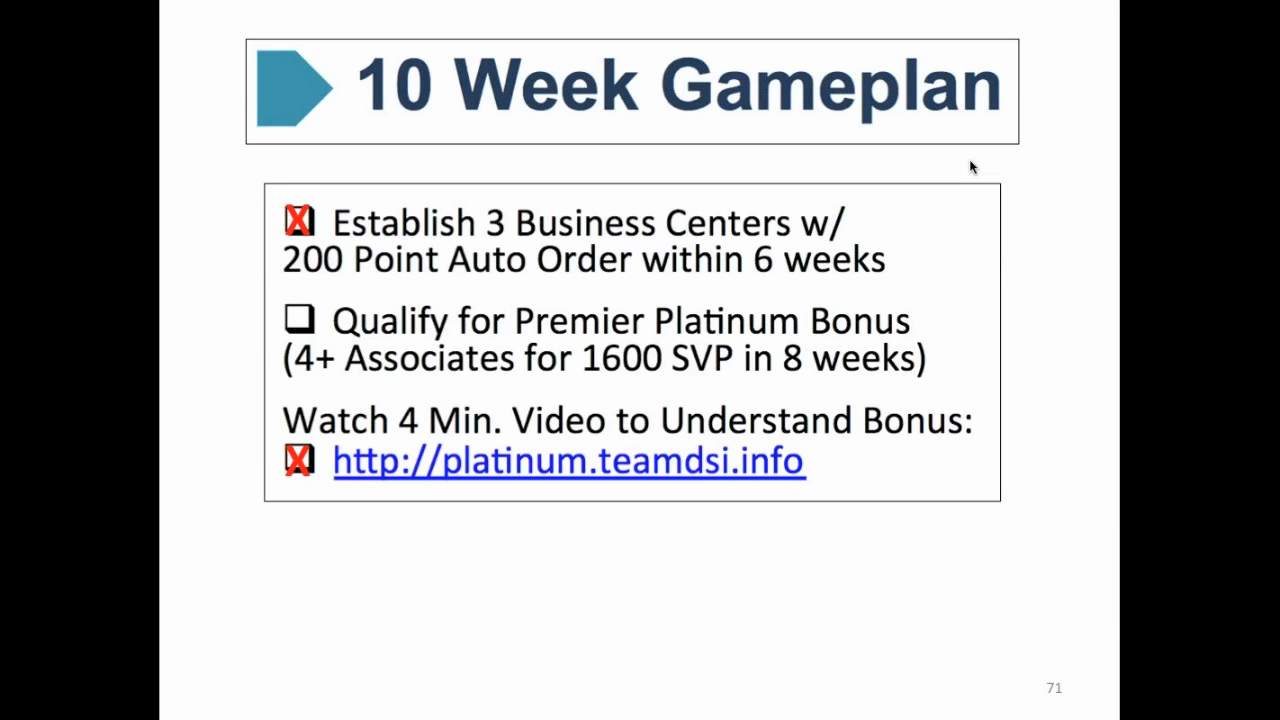 10 Week Gameplan
X Establish 3 Business Centers w/
200 Point Auto Order within 6 weeks
Qualify for Premier Platinum Bonus
(4+ Associates for 1600 SVP in 8 weeks)
Watch 4 Min. Video to Understand Bonus:
X http://platinum.teamdsi.info
71